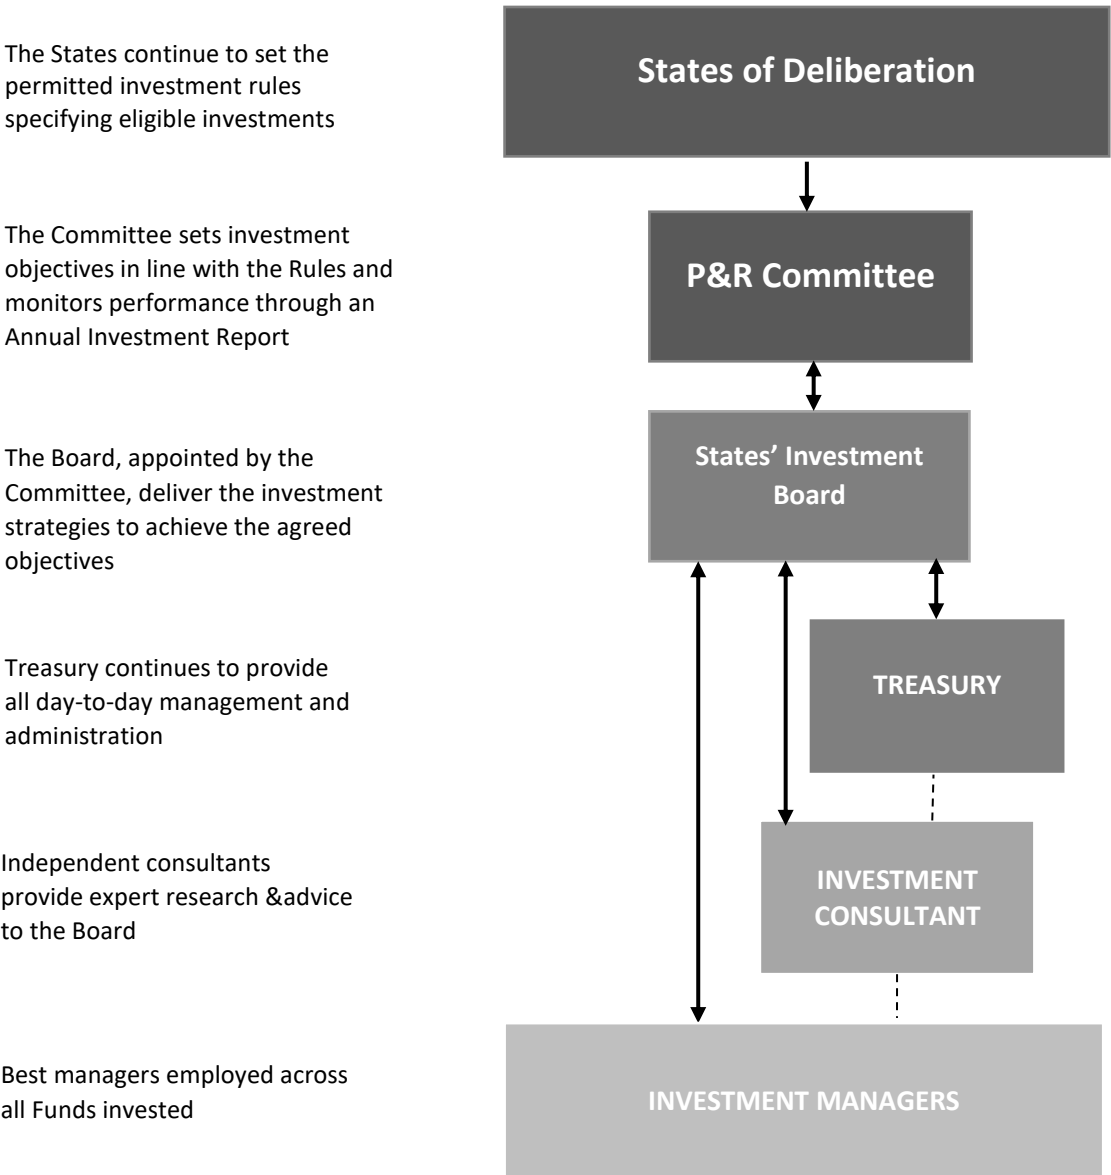 The States continue to set the
permitted investment rules
specifying eligible investments
States of Deliberation
The Committee sets investment
objectives in line with the Rules and
monitors performance through an
Annual Investment Report
P&R Committee
The Board, appointed by the
Committee, deliver the investment
strategies to achieve the agreed
objectives
States’ Investment
Board
Treasury continues to provide
all day-to-day management and
administration
TREASURY
Independent consultants
provide expert research &advice
to the Board
INVESTMENT
CONSULTANT
Best managers employed across
all Funds invested
INVESTMENT MANAGERS